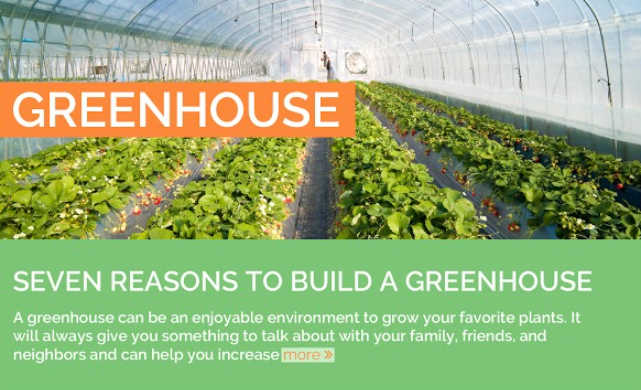 GREENHOUSE
SEVEN REASONS TO BUILD A GREENHOUSE
A greenhouse can be an enjoyable environment to grow your favorite plants. It
will always give you something to talk about with your family, friends, and
neighbors and can help you increase more »